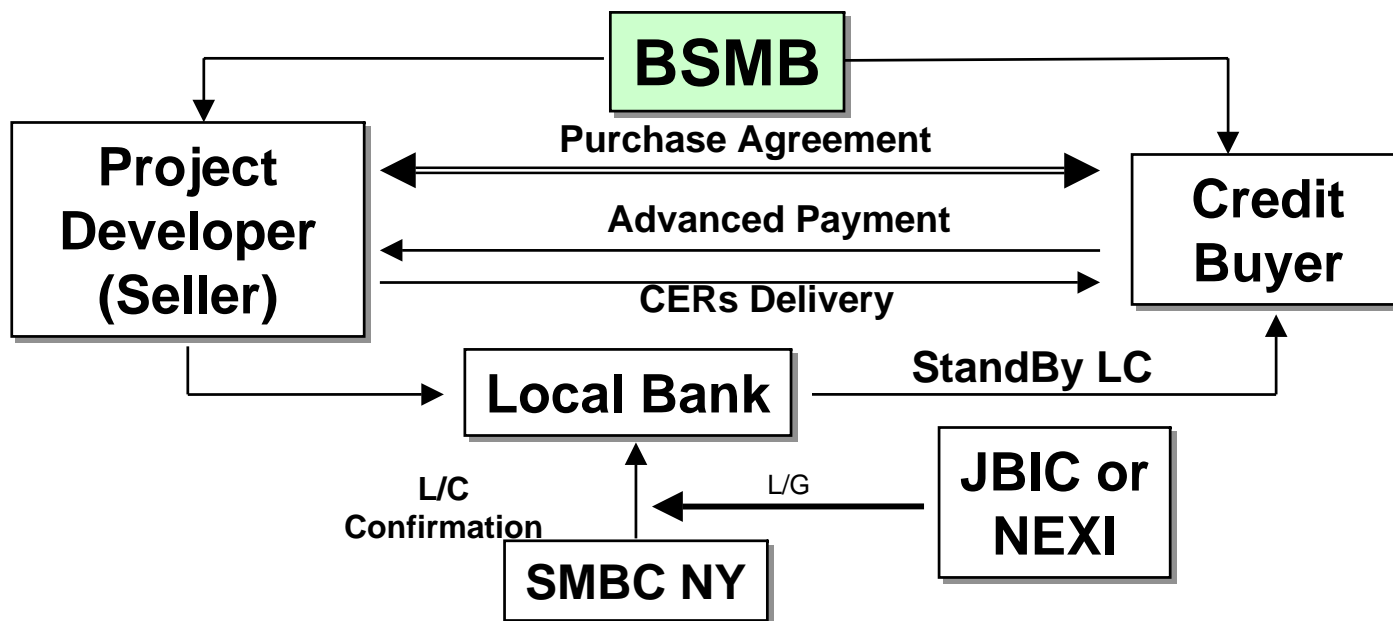 BSMB
Purchase Agreement
Project
Developer
(Seller)
Credit
Buyer
Advanced Payment
CERs Delivery
StandBy LC
Local Bank
JBIC or
NEXI
L/C
Confirmation
L/G
SMBC NY